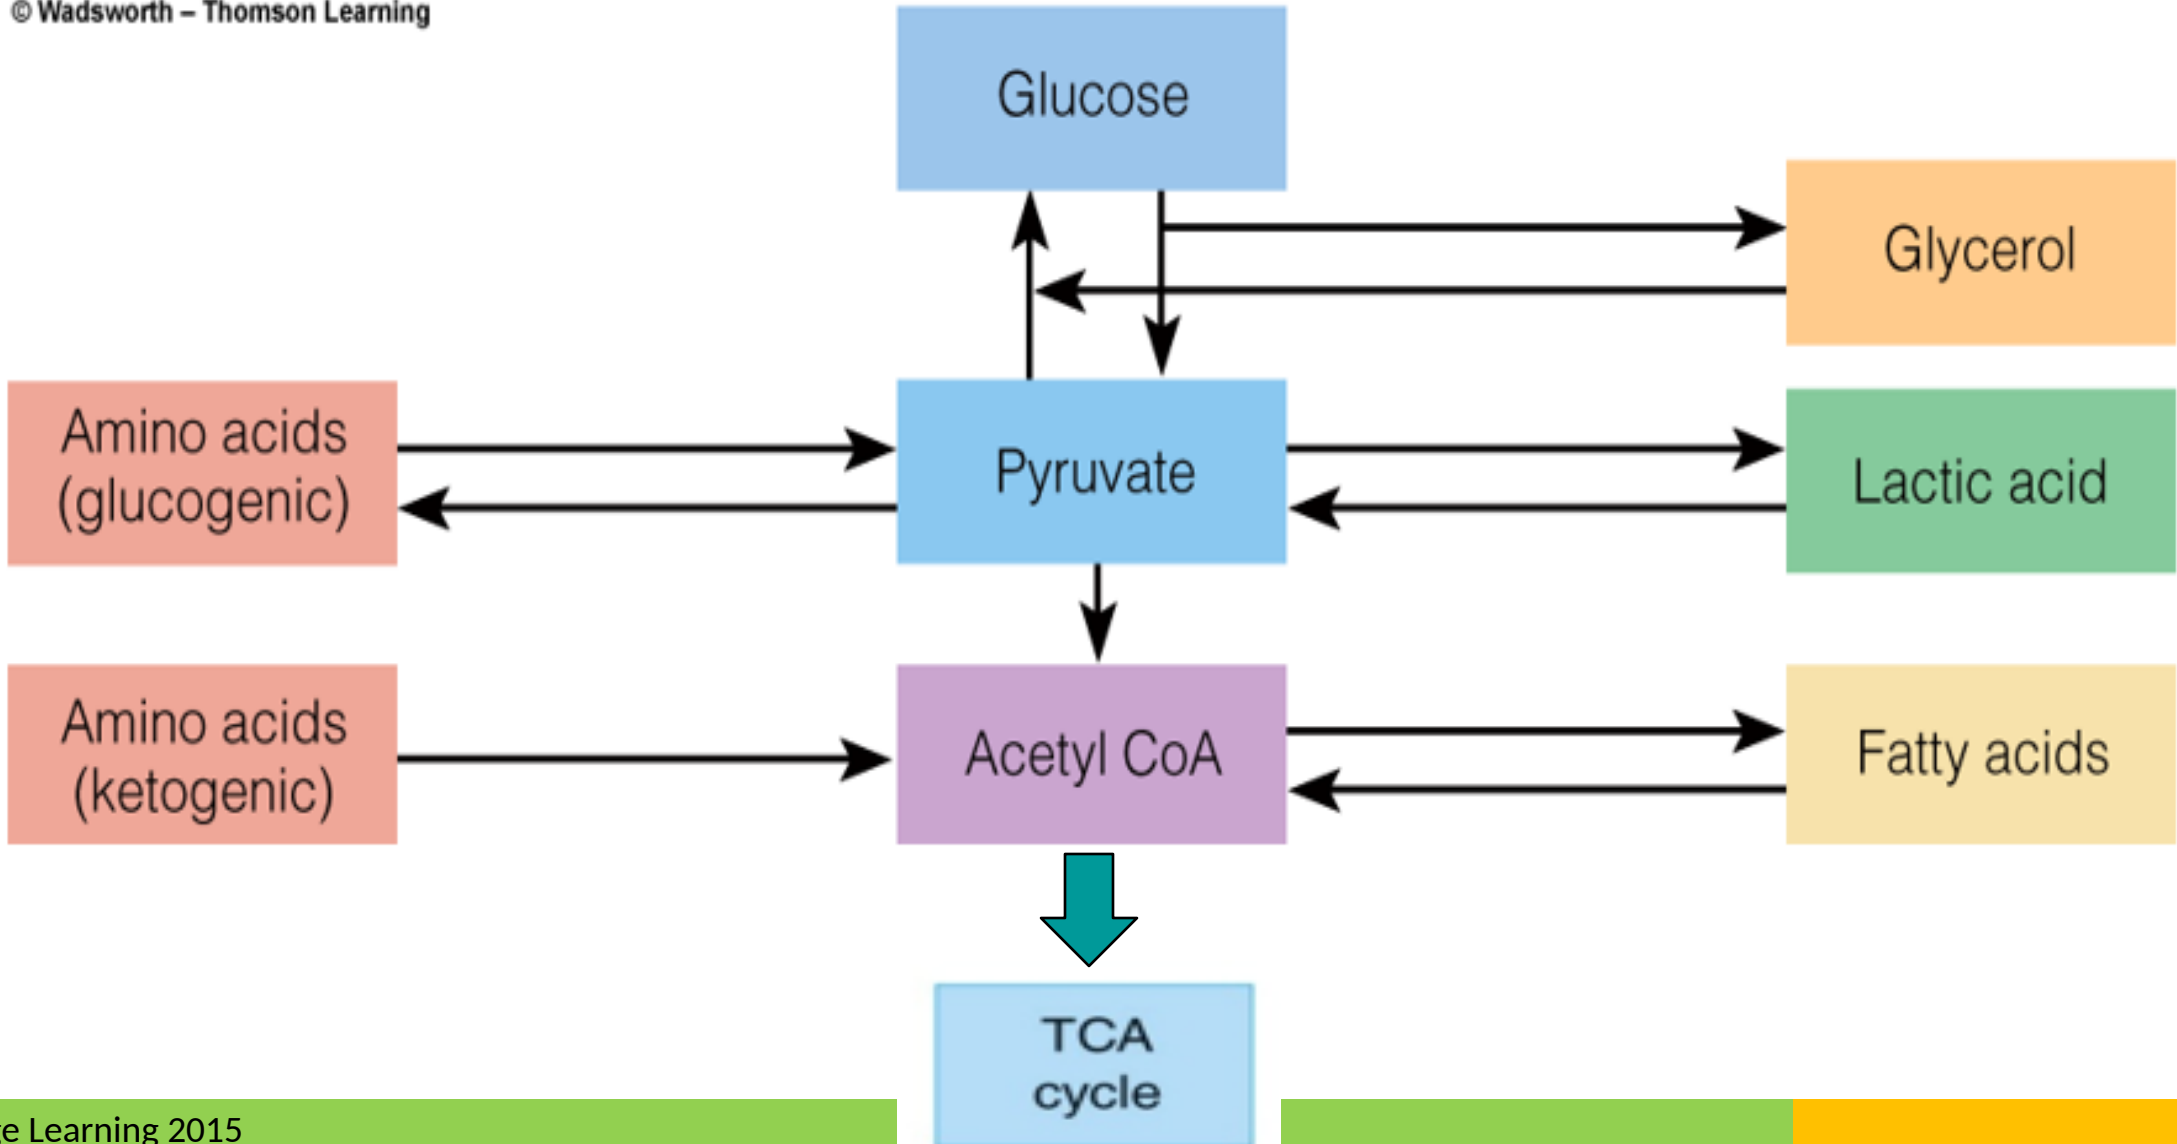 © Wadsworth – Thomson Learning
Glucose
Glycerol
Amino acids
(glucogenic)
Pyruvate
Lactic acid
Amino acids
(ketogenic)
Acetyl CoA
Fatty acids
TCA
cycle
Learning 2015